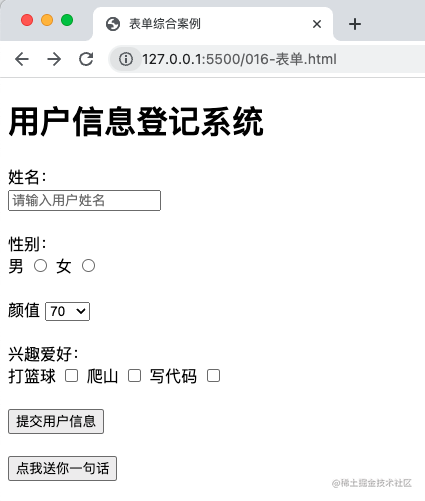 表单综合案例
127.0.0.1:5500/016-表单.html
用户信息登记系统
姓名：
请输入用户姓名
性别：
男 女
颜值 70
兴趣爱好：
打篮球 爬山 写代码
提交用户信息
点我送你一句话
@稀土掘金技术社区